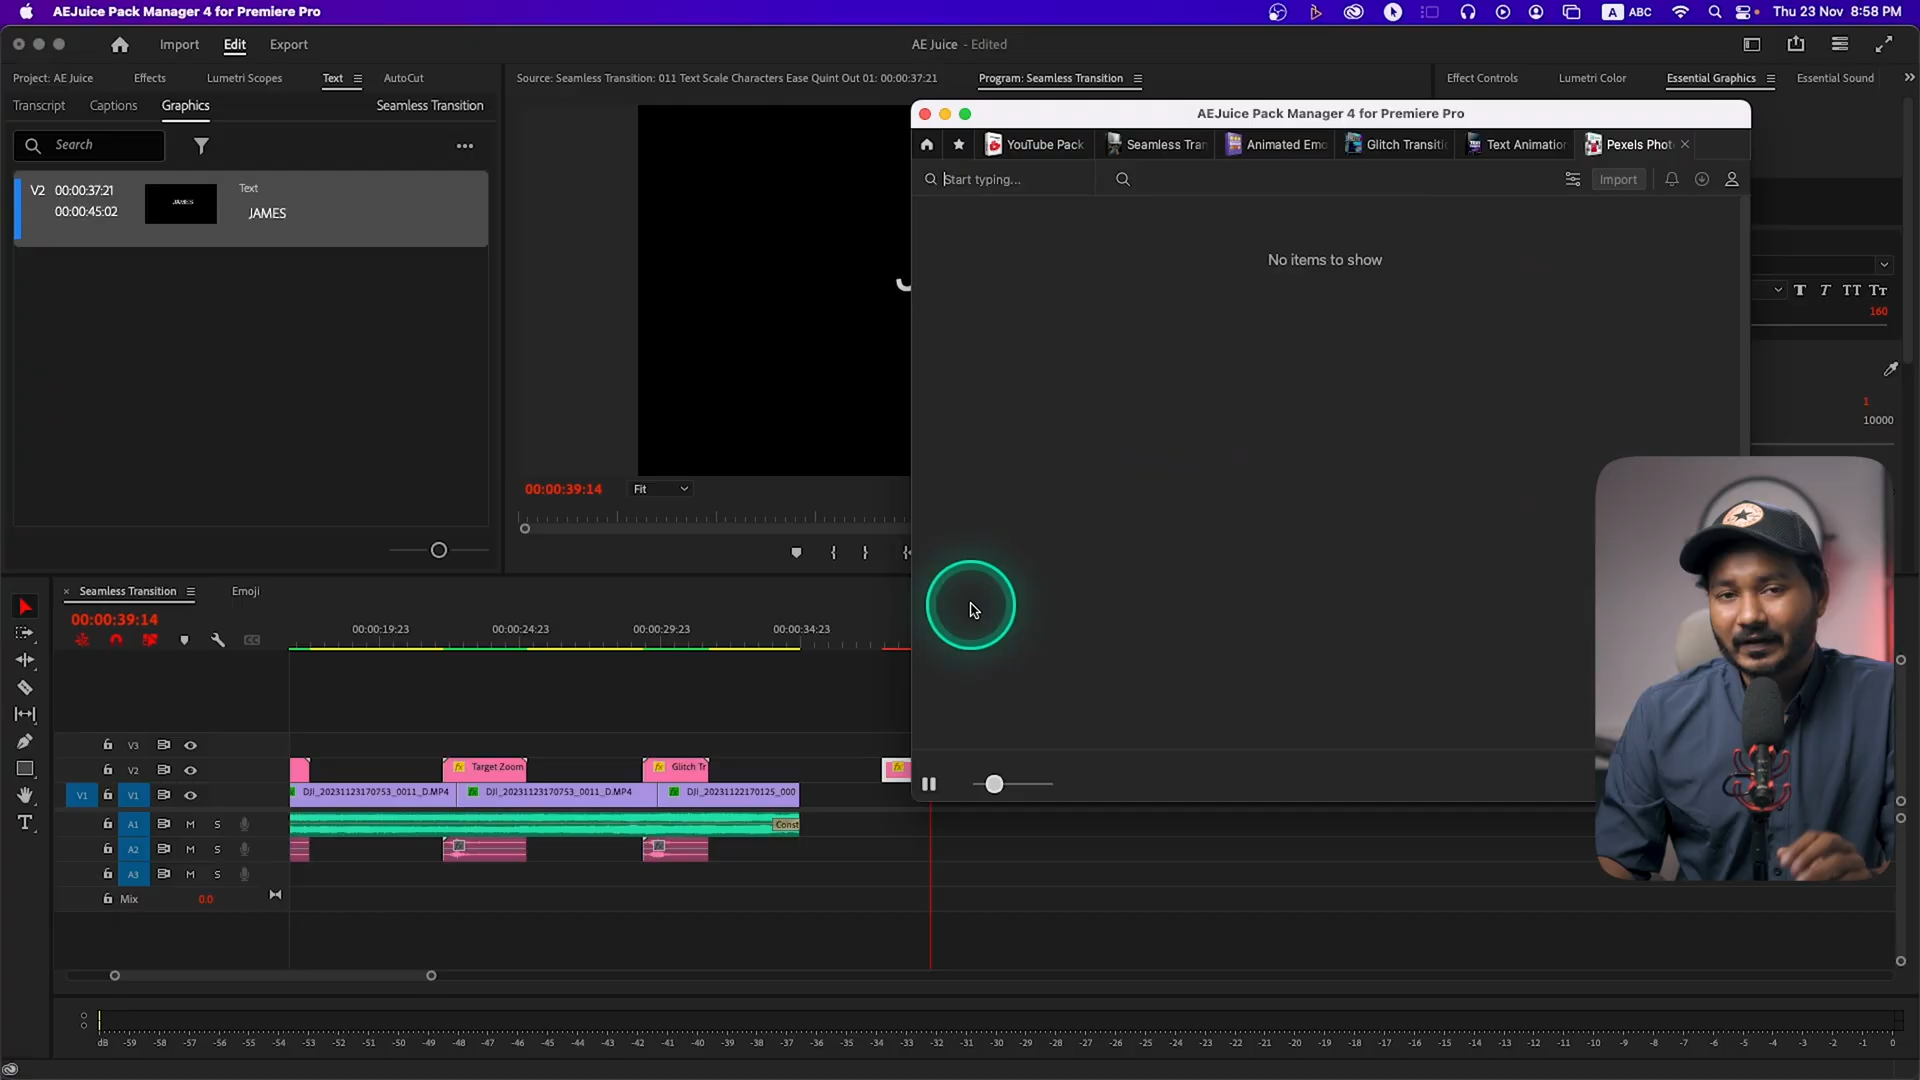 AEJuice Pack Manager 4 for Premiere Pro
A ABC
Thu 23 Nov 8:58 PM
Import Edit Export
AE Juice - Edited
Project: AE Juice Effects Lumetri Scopes Text AutoCut
Source: Seamless Transition: 011 Text Scale Characters Ease Quint Out 01: 00:00:37:21
Program: Seamless Transition
Effect Controls Lumetri Color Essential Graphics Essential Sound
Transcript Captions Graphics
Seamless Transition
AEJuice Pack Manager 4 for Premiere Pro
YouTube Pack Seamless Tran Animated Emo Glitch Transiti Text Animation Pexels Phot
Search
Start typing...
Import
V2 00:00:37:21
00:00:45:02
JAMES
Text
JAMES
No items to show
T T TT Tт
160
1
10000
00:00:39:14 Fit
Seamless Transition Emoji
00:00:39:14
00:00:19:23 00:00:24:23 00:00:29:23 00:00:34:23
CC
V3
V2
fx Target Zoom
fx Glitch Tr
fx
V1 V1
DJI_20231123170753_0011_D.MP4
DJI_20231123170753_0011_D.MP4
DJI_20231122170125_000
A1 M S
Const
A2 M S
A3 M S
Mix 0.0
dB -59 -57 -56 -55 -54 -53 -52 -51 -50 -49 -48 -47 -46 -45 -44 -43 -42 -41 -40 -39 -38 -37 -36 -35 -34 -33 -32 -31 -30 -29 -28 -27 -26 -25 -24 -23 -22 -21 -20 -19 -18 -17 -16 -15 -14 -13 -12 -11 -10 -9 -8 -7 -6 -5 -4 -3 -2 -1 0